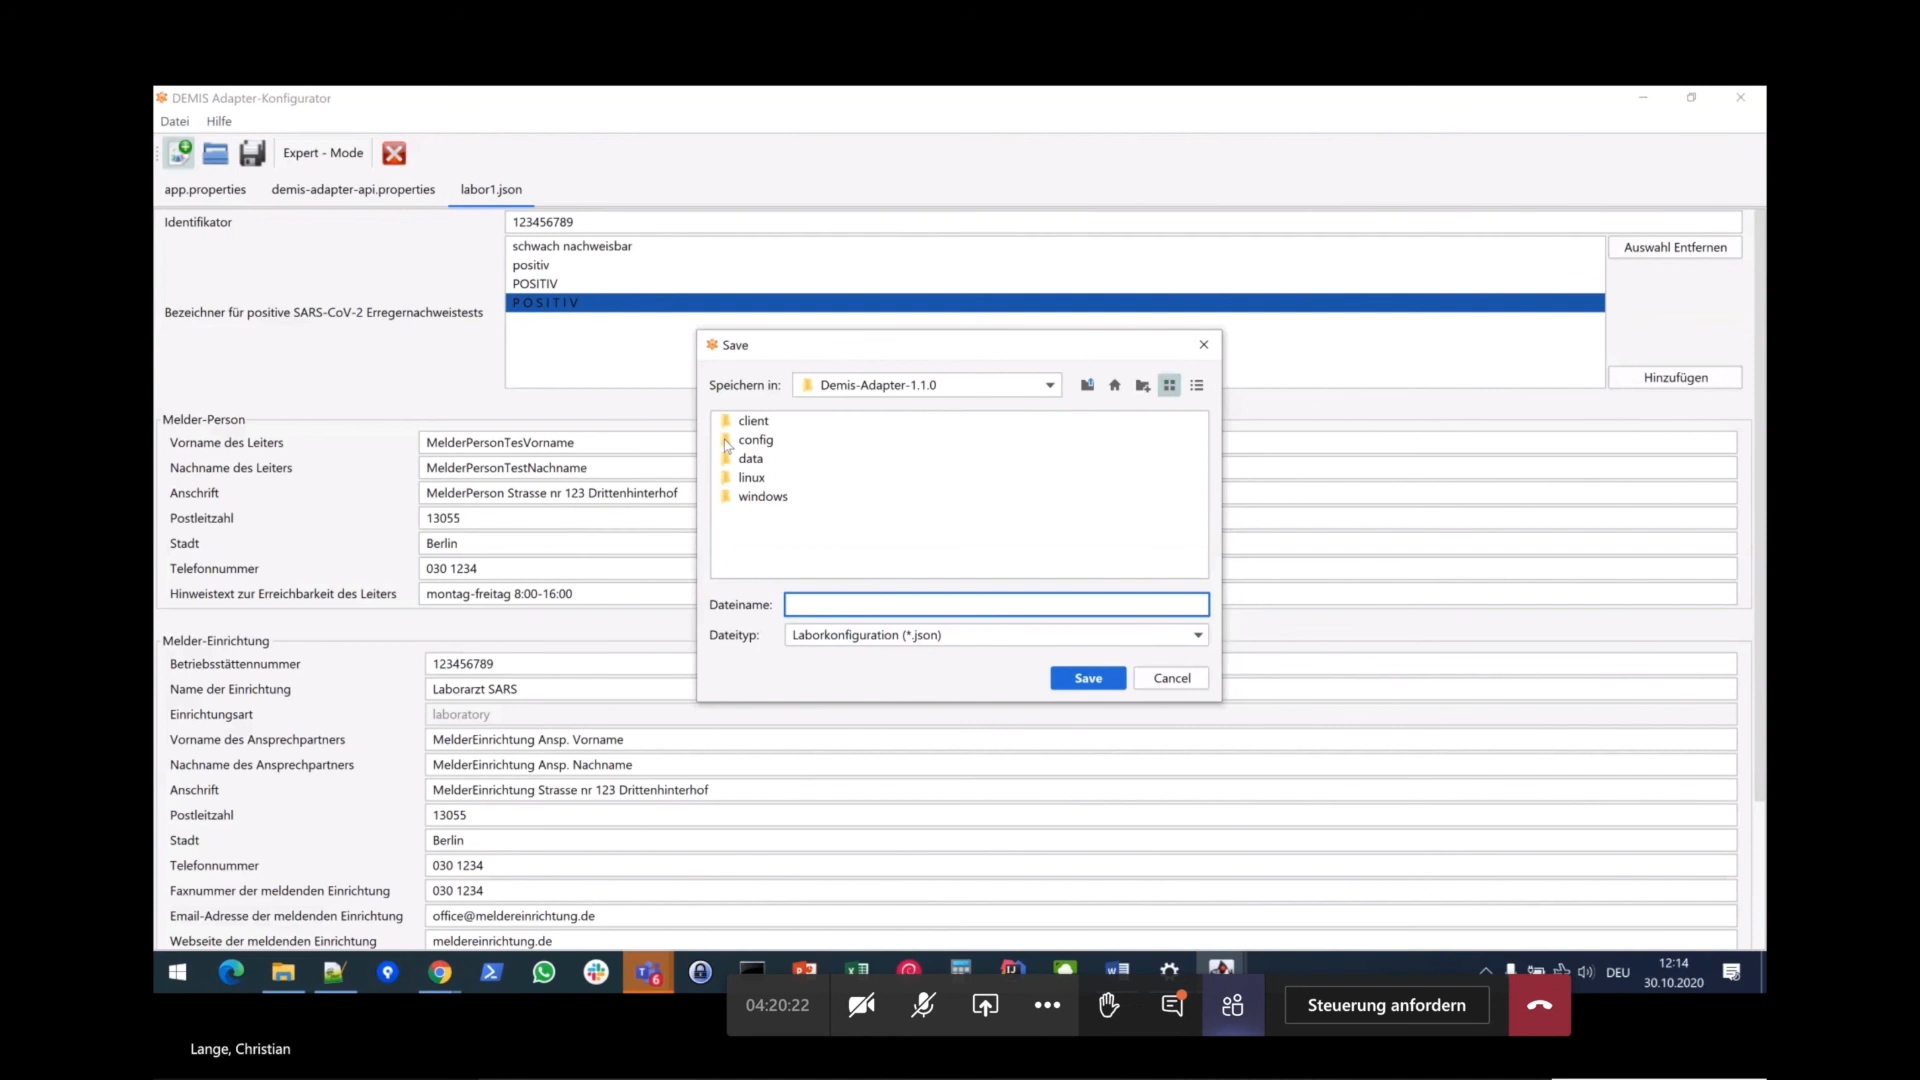 DEMIS Adapter-Konfigurator
Datei Hilfe
Expert - Mode
app.properties demis-adapter-api.properties labor1.json
Identifikator 123456789
schwach nachweisbar
positiv
POSITIV
P O S I T I V
Bezeichner für positive SARS-CoV-2 Erregernachweistests
Auswahl Entfernen
Hinzufügen
Melder-Person
Vorname des Leiters MelderPersonTesVorname
Nachname des Leiters MelderPersonTestNachname
Anschrift MelderPerson Strasse nr 123 Drittenhinterhof
Postleitzahl 13055
Stadt Berlin
Telefonnummer 030 1234
Hinweistext zur Erreichbarkeit des Leiters montag-freitag 8:00-16:00
Melder-Einrichtung
Betriebsstättennummer 123456789
Name der Einrichtung Laborarzt SARS
Einrichtungsart laboratory
Vorname des Ansprechpartners MelderEinrichtung Ansp. Vorname
Nachname des Ansprechpartners MelderEinrichtung Ansp. Nachname
Anschrift MelderEinrichtung Strasse nr 123 Drittenhinterhof
Postleitzahl 13055
Stadt Berlin
Telefonnummer 030 1234
Faxnummer der meldenden Einrichtung 030 1234
Email-Adresse der meldenden Einrichtung office@meldereinrichtung.de
Webseite der meldenden Einrichtung meldereinrichtung.de
Save
Speichern in: Demis-Adapter-1.1.0
client
config
data
linux
windows
Dateiname:
Dateityp: Laborkonfiguration (*.json)
Save Cancel
6
DEU
12:14
30.10.2020
04:20:22
Steuerung anfordern
Lange, Christian